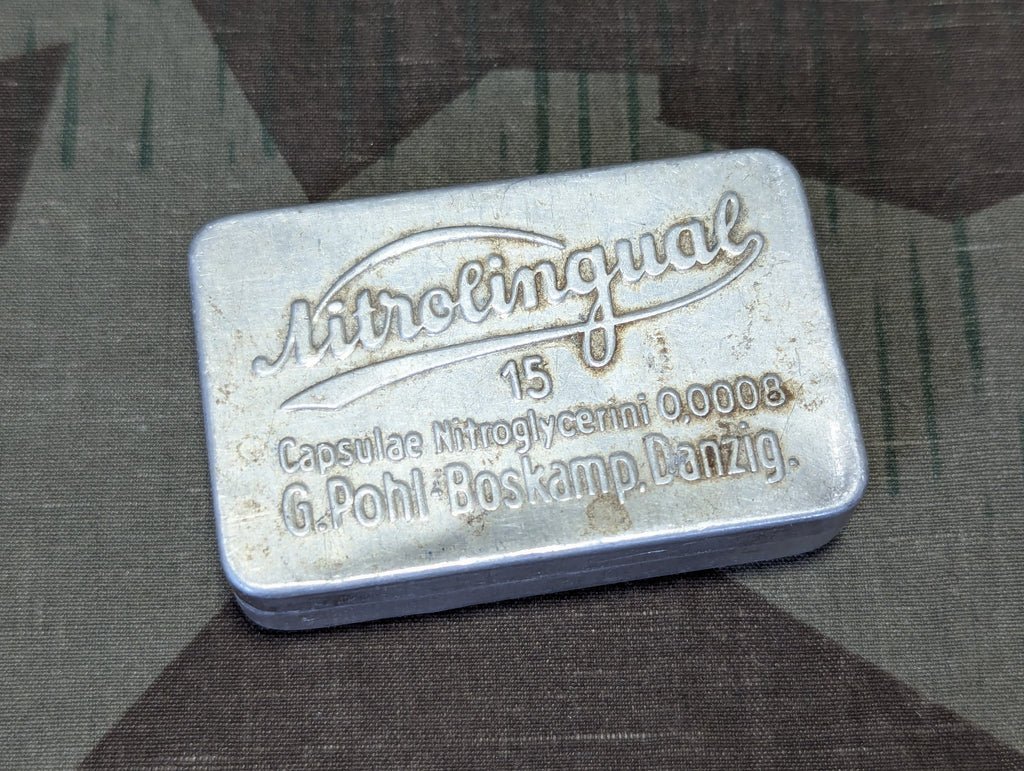 Nitrolingual
15
Capsulae Nitroglycerini 0,0008
G. Pohl-Boskamp, Danzig.